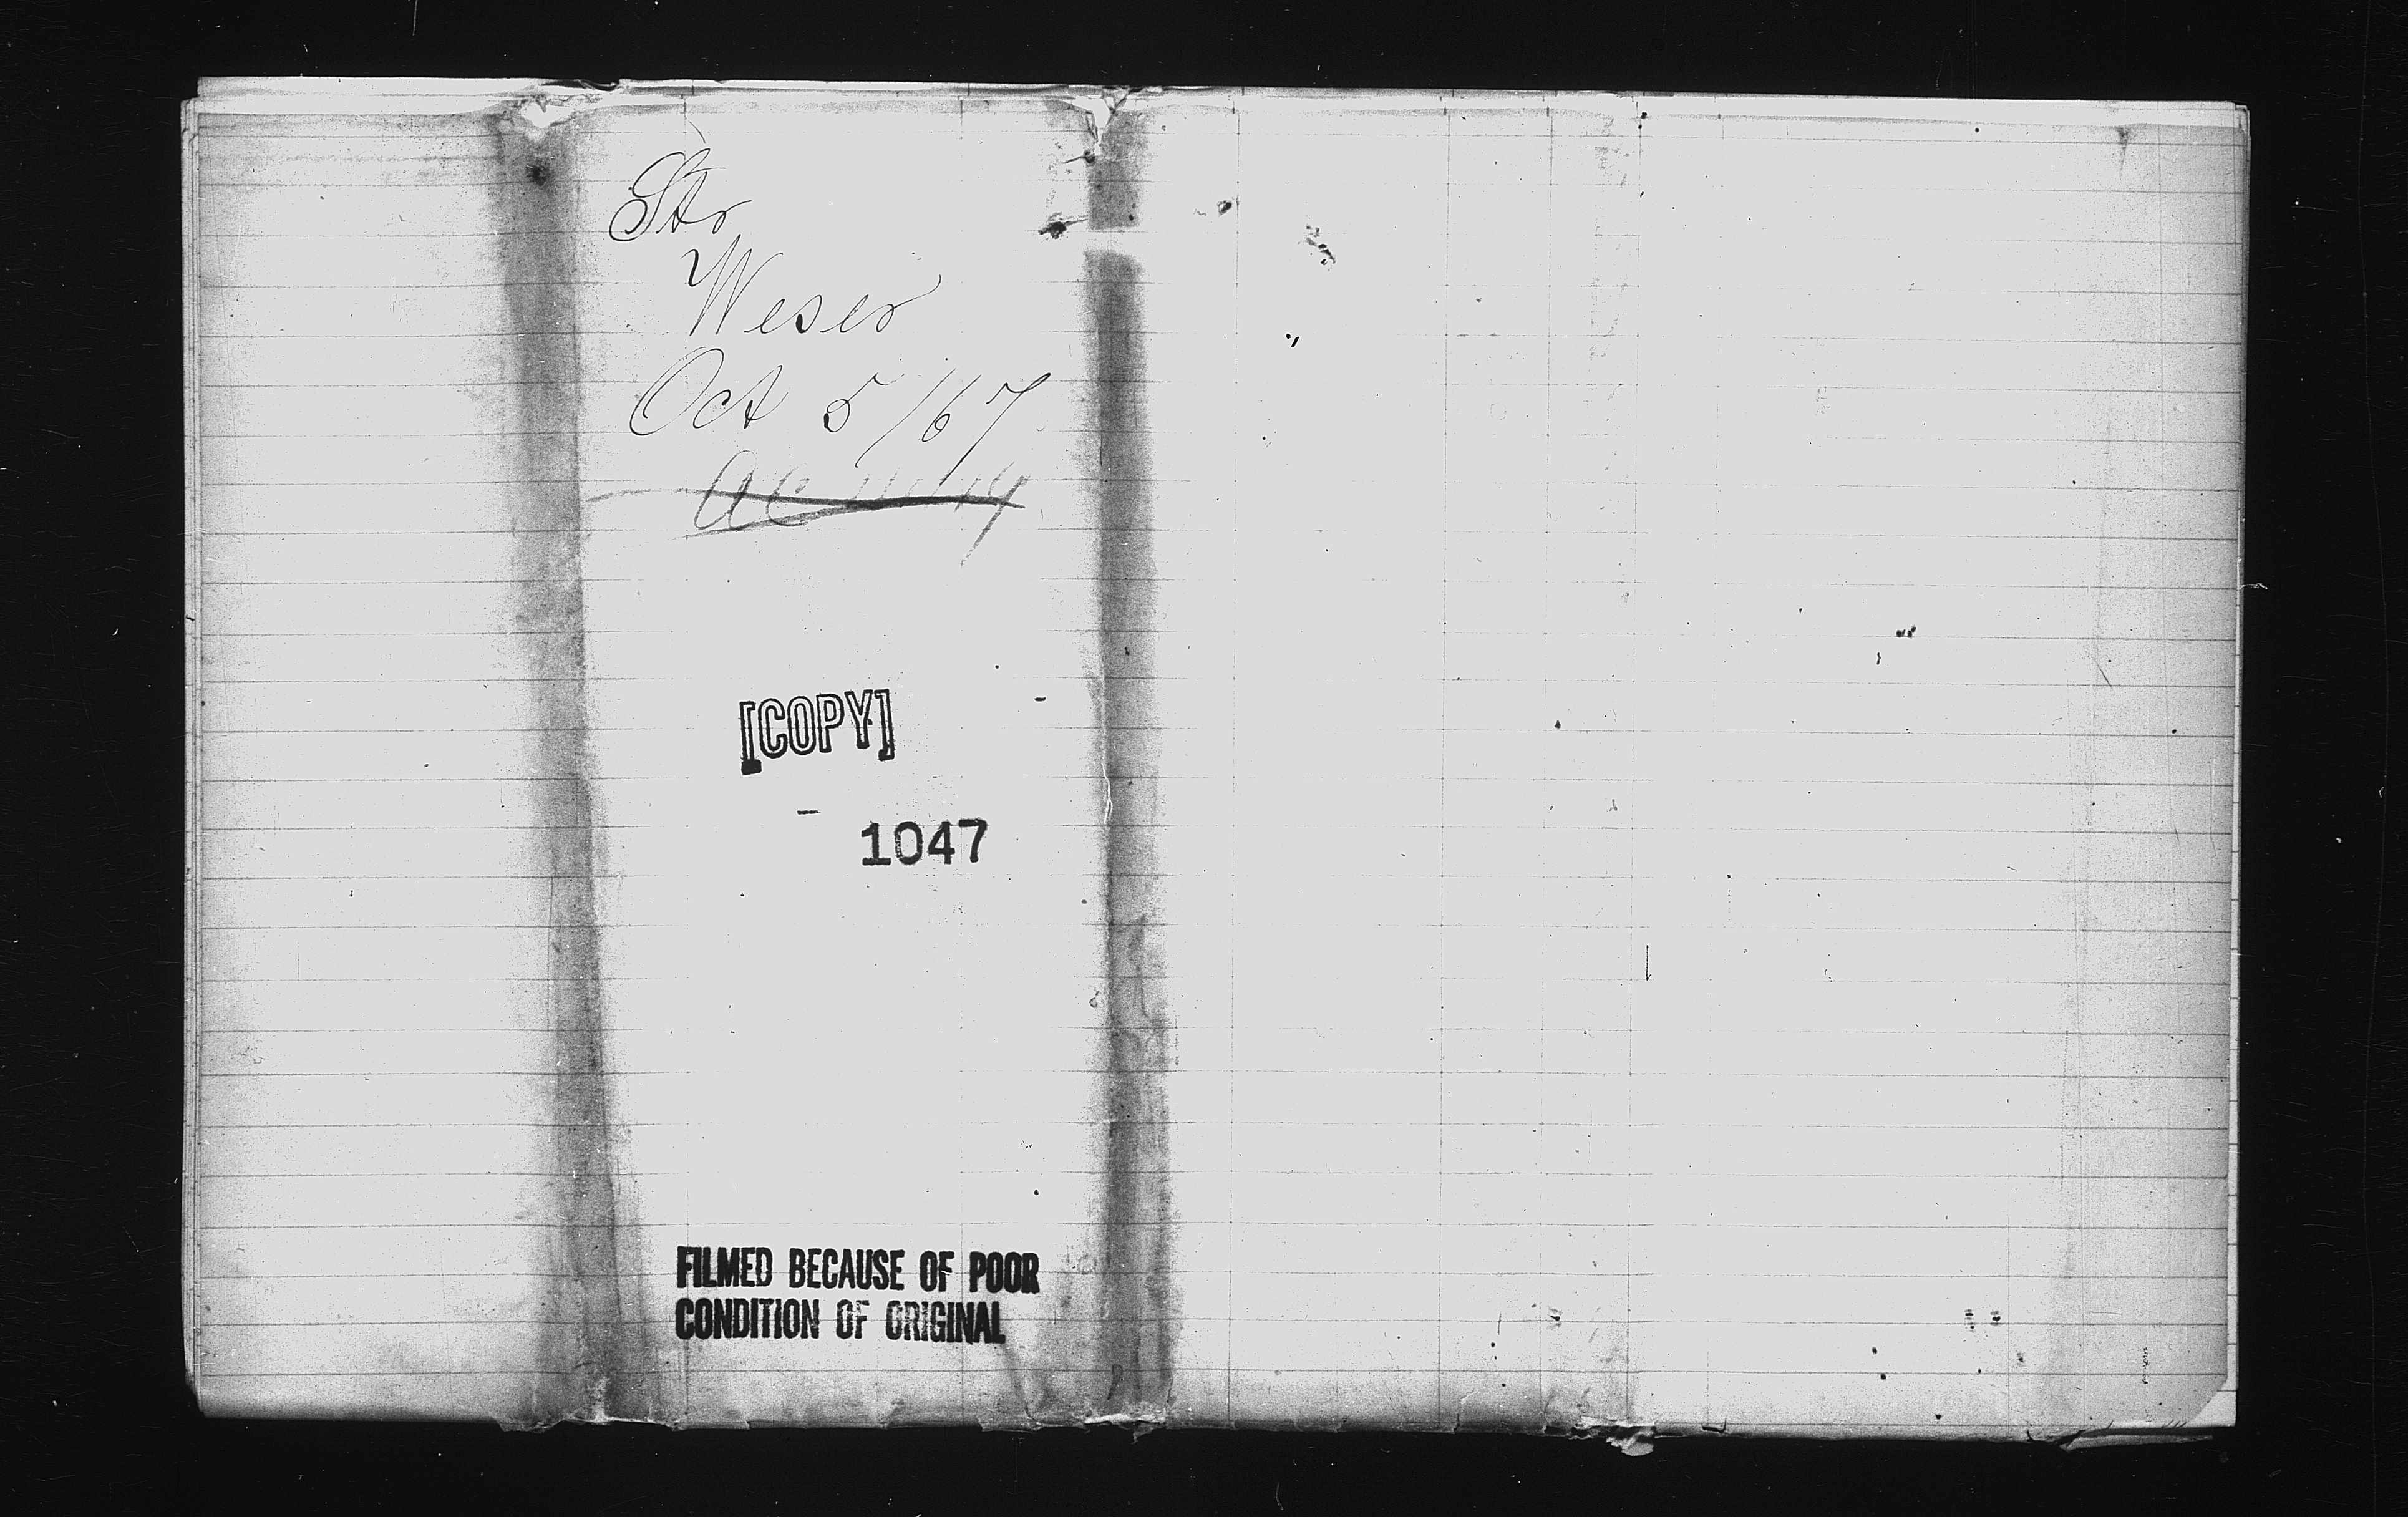 Str
Weser
Oct 5/67
[COPY]
1047
FILMED BECAUSE OF POOR
CONDITION OF ORIGINAL